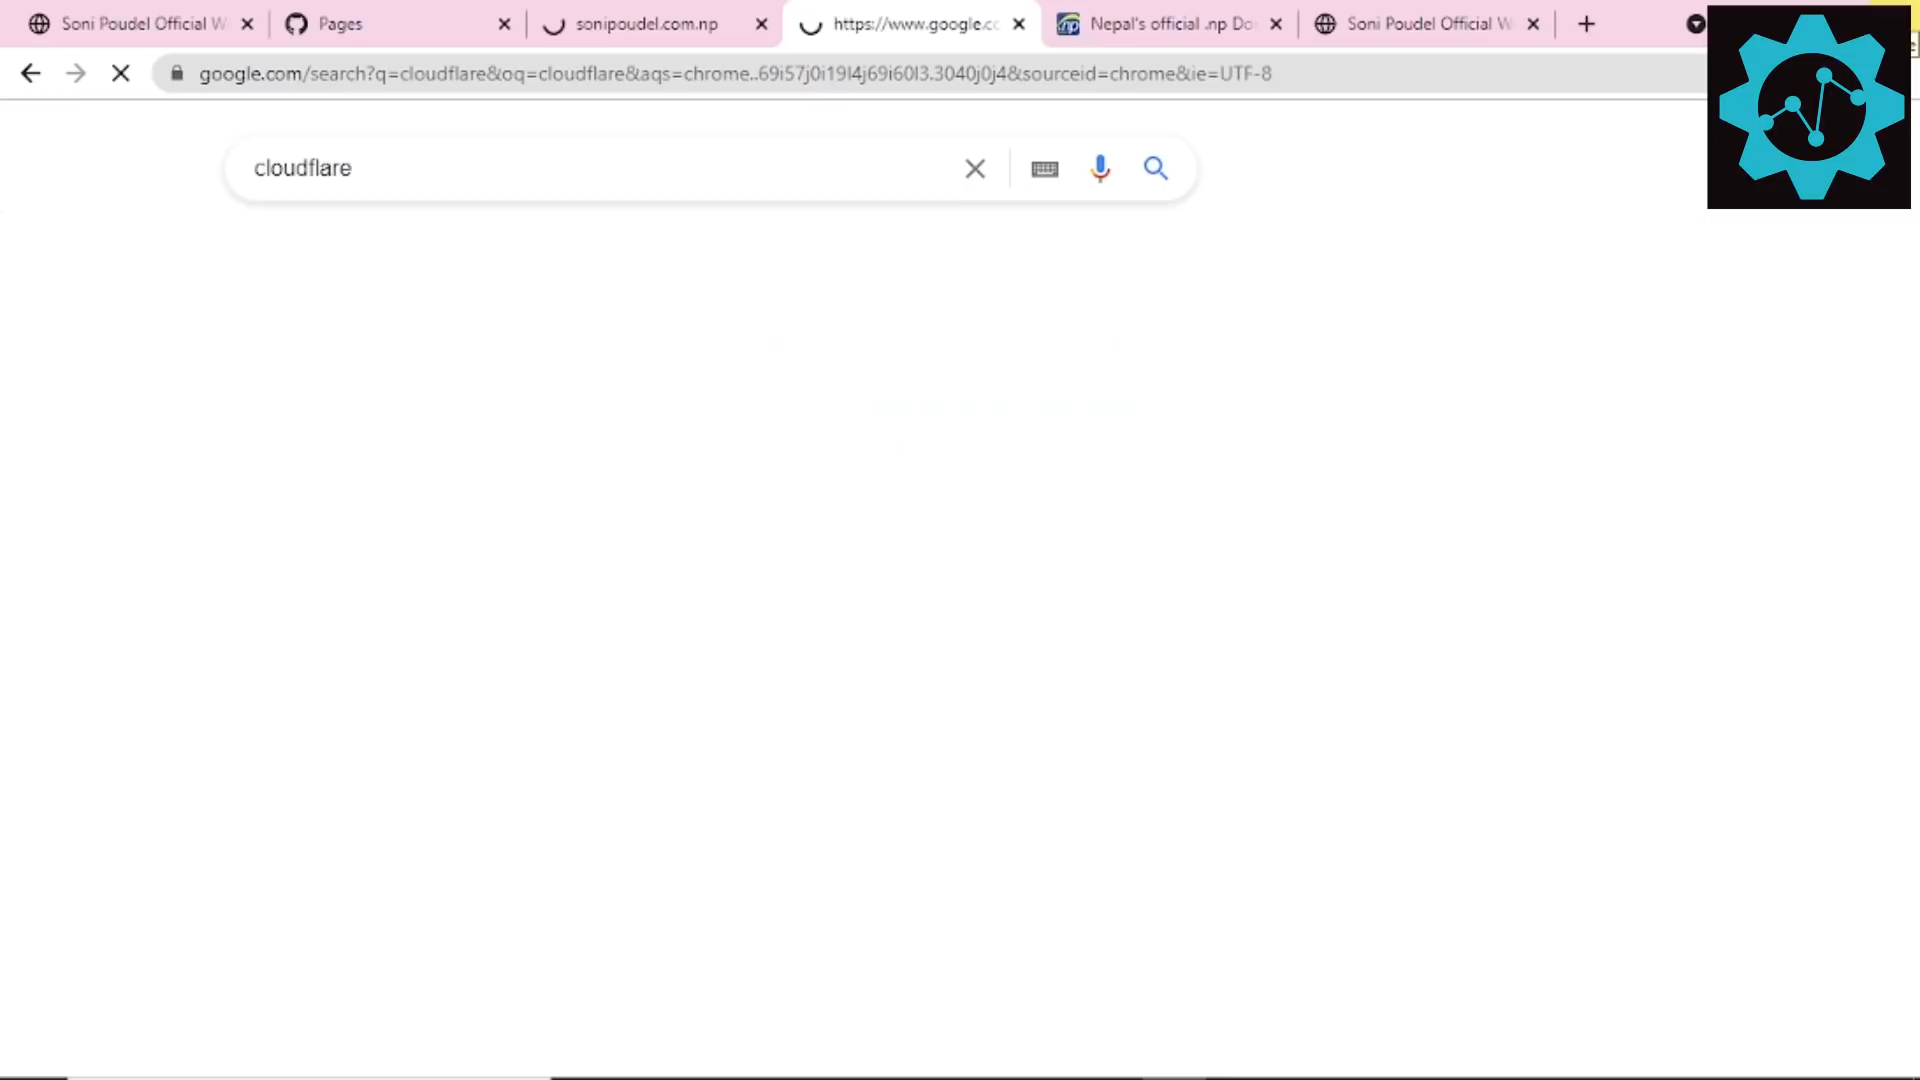 Soni Poudel Official W
Pages
sonipoudel.com.np
https://www.google.co
Nepal's official .np Do
Soni Poudel Official W
google.com/search?q=cloudflare&oq=cloudflare&aqs=chrome..69i57j0i19l4j69i60l3.3040j0j4&sourceid=chrome&ie=UTF-8
cloudflare